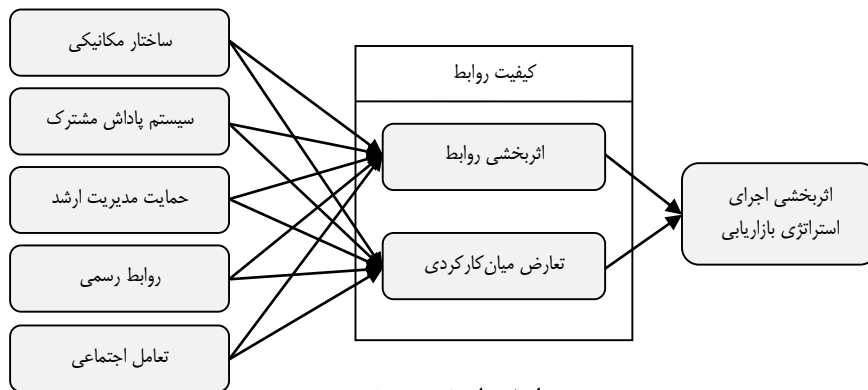 ساختار مکانیکی
سیستم پاداش مشترک
حمایت مدیریت ارشد
روابط رسمی
تعامل اجتماعی
کیفیت روابط
اثربخشی روابط
تعارض میان‌کارکردی
اثربخشی اجرای
استراتژی بازاریابی